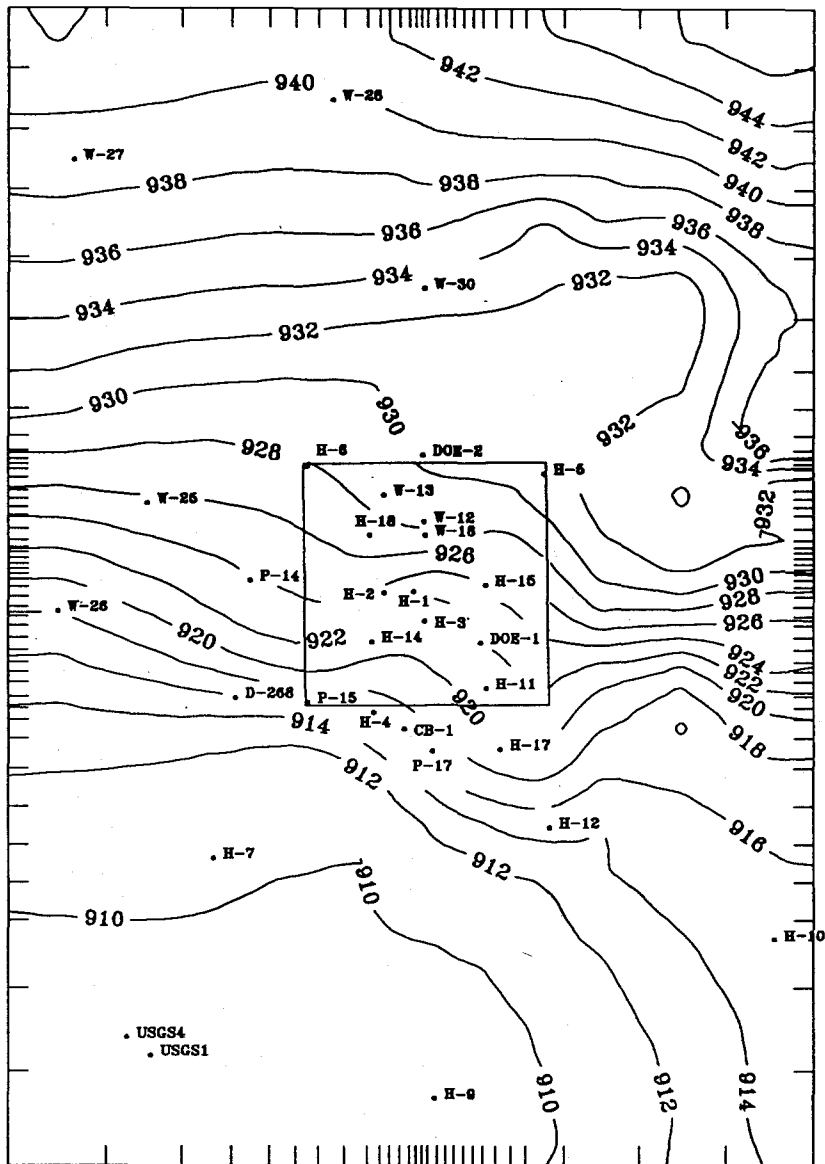 942
940
W-26
944
W-27
942
940
938
938
938
936
936
936
934
934
934
W-30
932
932
930
930
932
936
928
H-6
DOE-2
934
H-5
W-13
W-25
932
W-12
H-18
W-18
926
P-14
H-15
930
H-2
H-1
928
W-26
H-3
926
920
922
H-14
DOE-1
924
922
H-11
920
D-268
P-15
920
914
H-4
CB-1
918
H-17
P-17
912
H-12
916
H-7
912
910
910
H-10
USGS4
USGS1
H-9
910
912
914